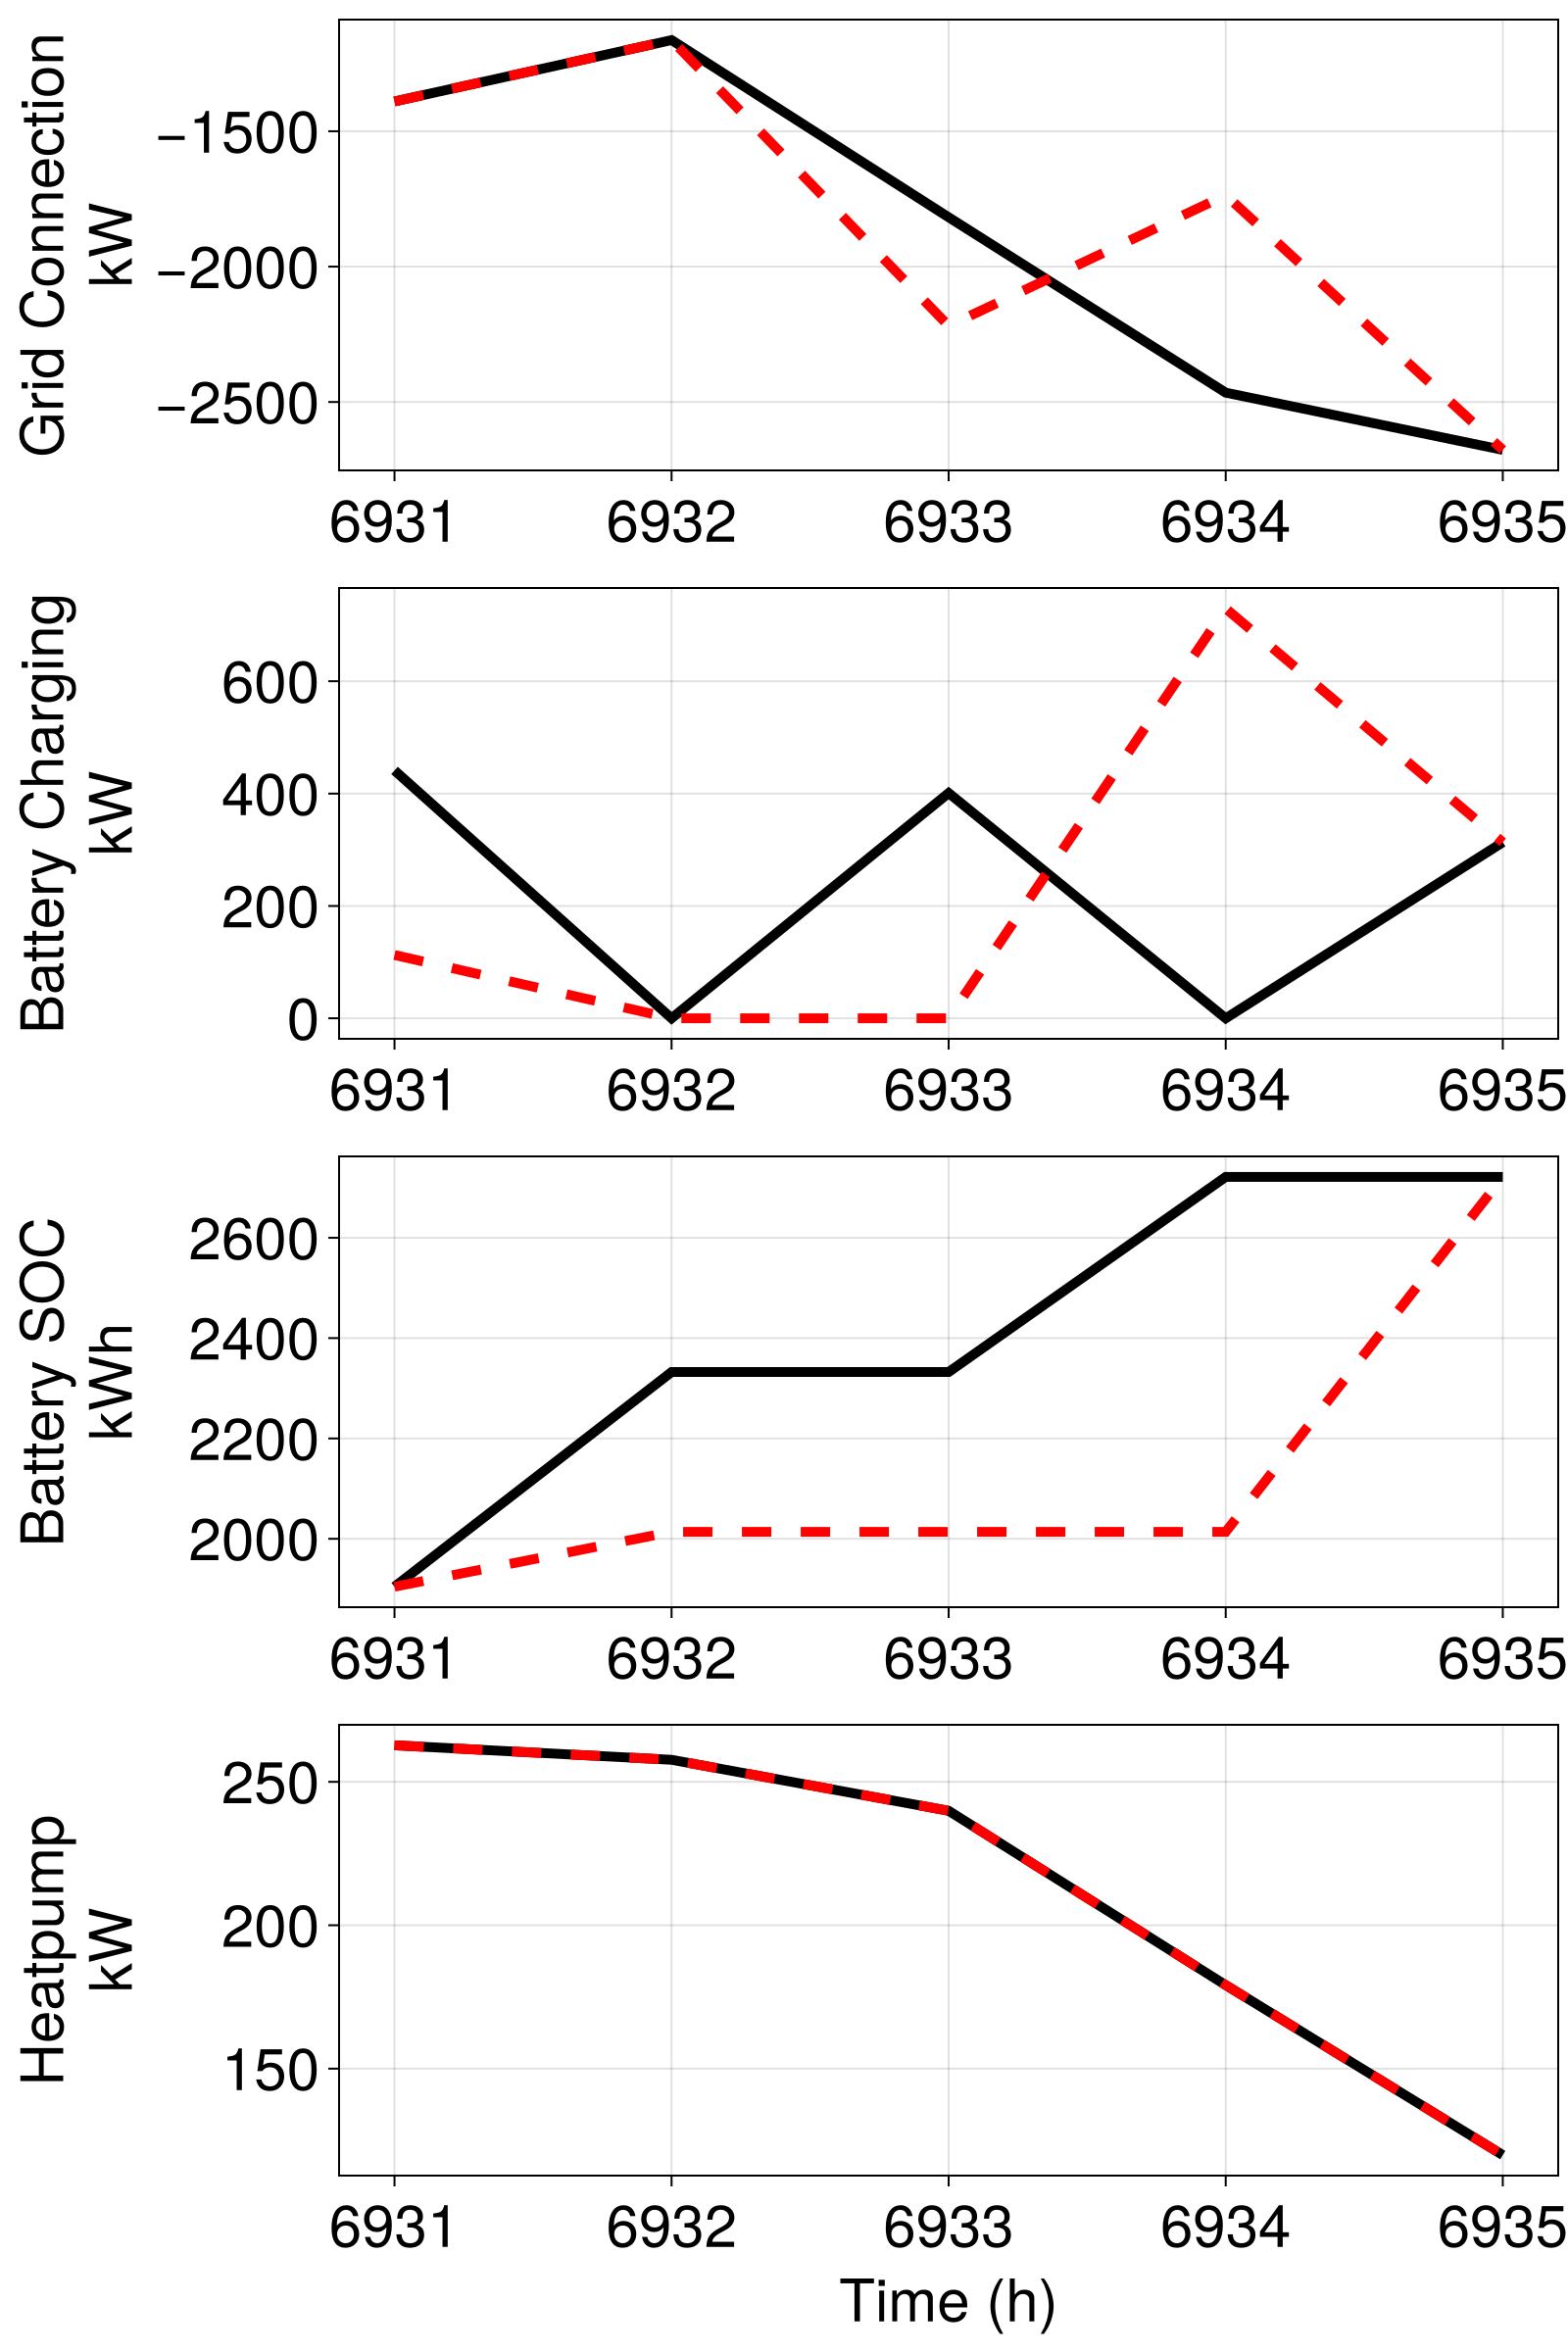 Grid Connection
kW
−1500
−2000
−2500
6931 6932 6933 6934 6935
Battery Charging
kW
600
400
200
0
6931 6932 6933 6934 6935
Battery SOC
kWh
2600
2400
2200
2000
6931 6932 6933 6934 6935
Heatpump
kW
250
200
150
6931 6932 6933 6934 6935
Time (h)